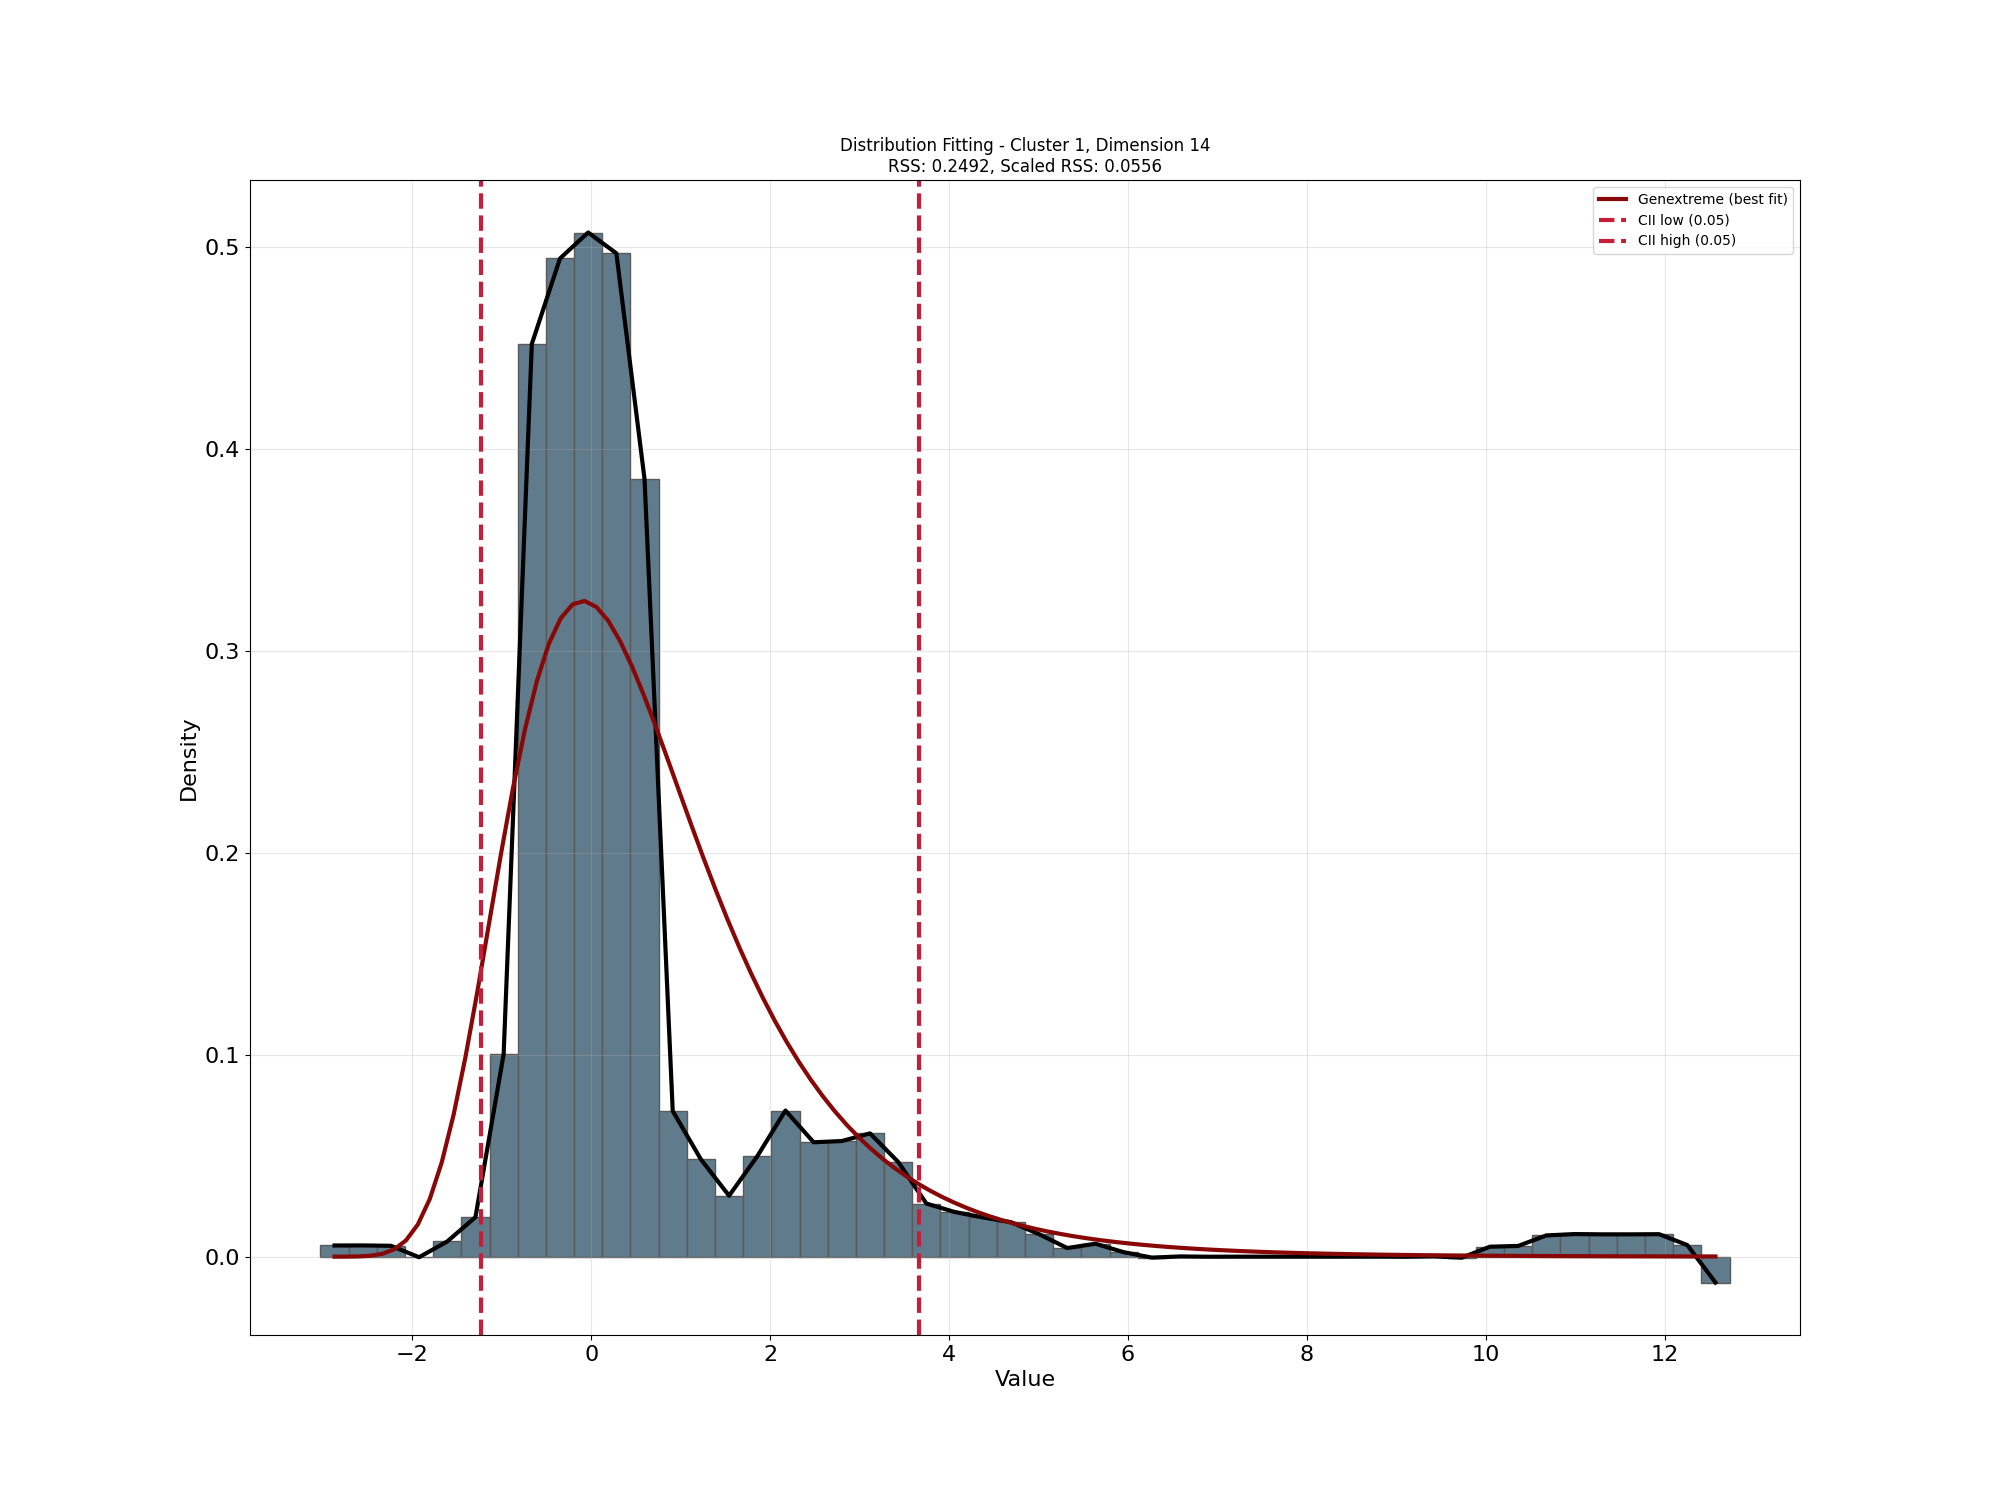 Distribution Fitting - Cluster 1, Dimension 14
RSS: 0.2492, Scaled RSS: 0.0556
Genextreme (best fit)
CII low (0.05)
CII high (0.05)
0.5
0.4
0.3
0.2
0.1
0.0
Density
−2 0 2 4 6 8 10 12
Value